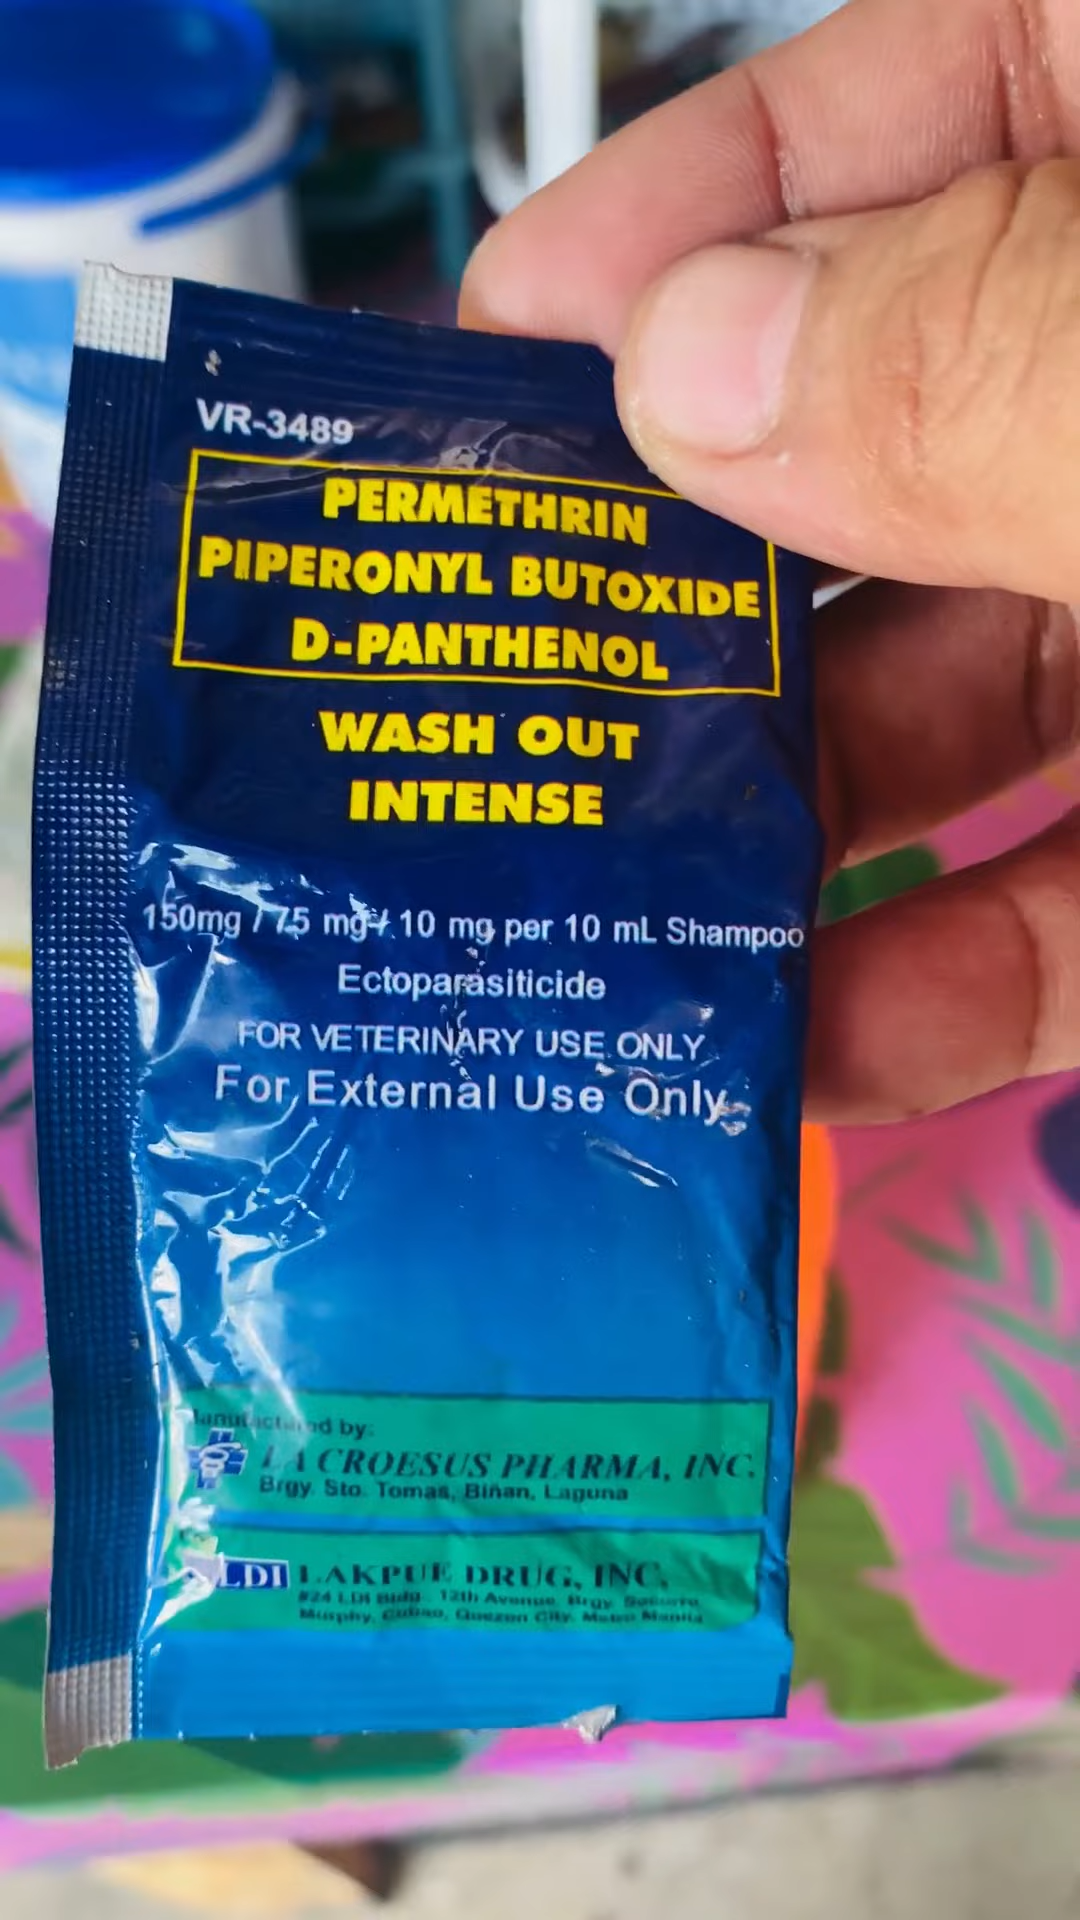 VR-3489
PERMETHRIN
PIPERONYL BUTOXIDE
D-PANTHENOL
WASH OUT
INTENSE
150mg / 75 mg / 10 mg per 10 mL Shampoo
Ectoparasiticide
FOR VETERINARY USE ONLY
For External Use Only
Manufactured by:
LA CROESUS PHARMA, INC.
Brgy. Sto. Tomas, Biñan, Laguna
LDI LAKPUE DRUG, INC.
#24 LDI Bldg., 12th Avenue, Brgy. Socorro,
Murphy, Cubao, Quezon City, Metro Manila